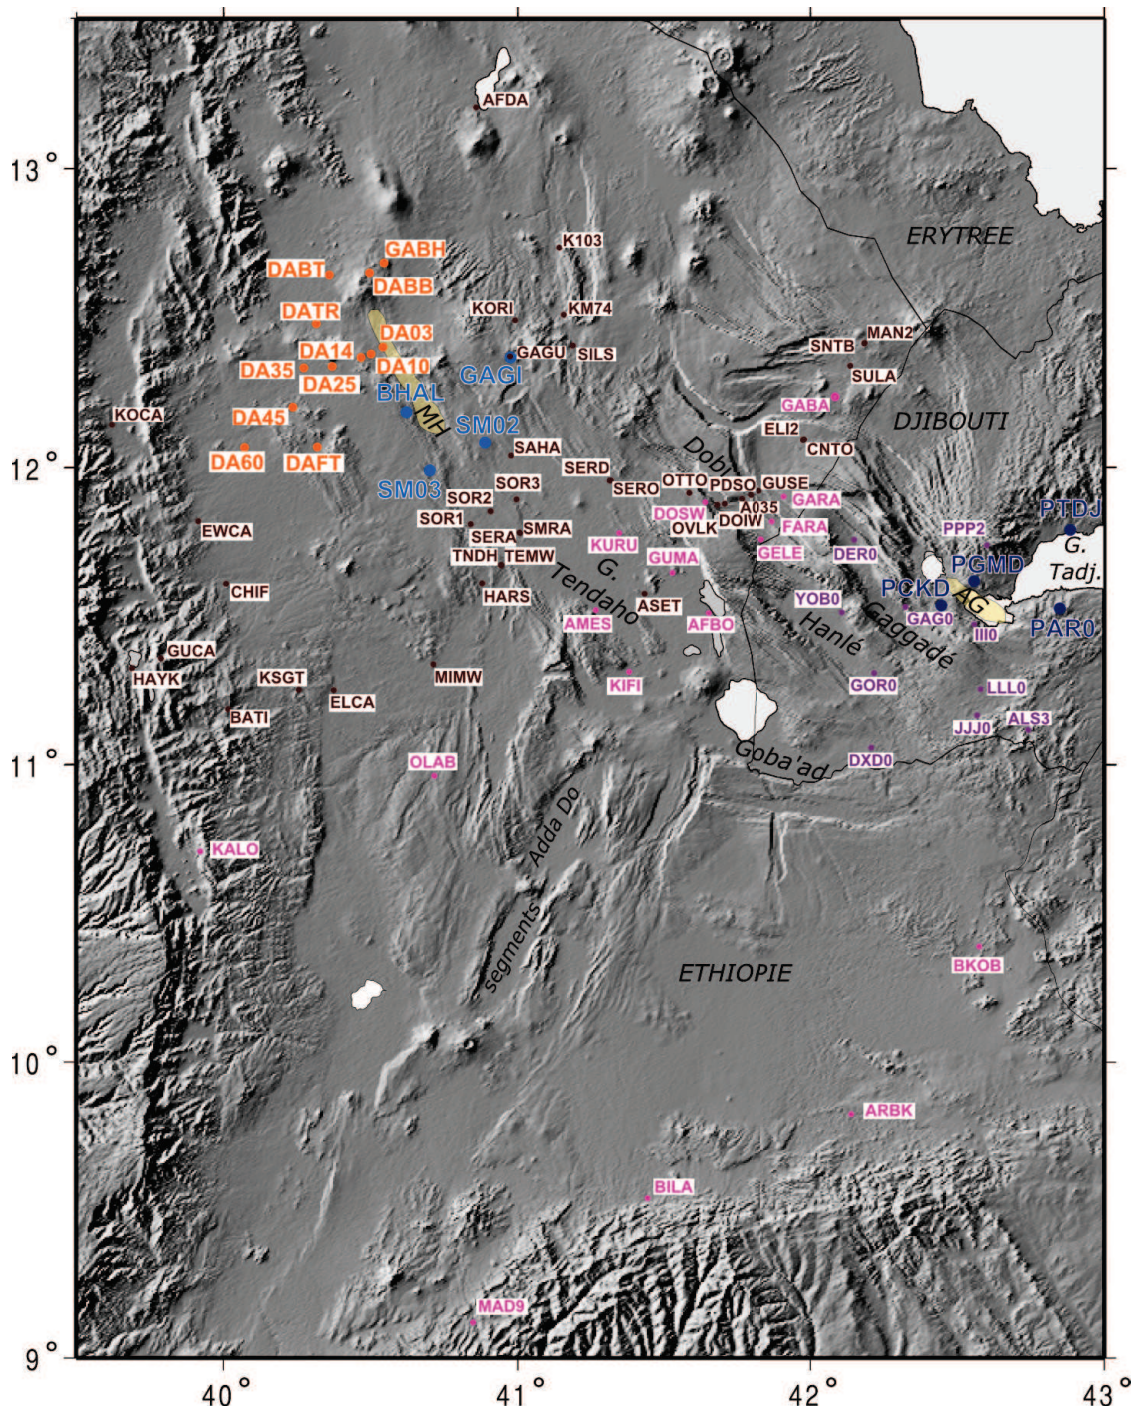 AFDA
13°
K103
ERYTREE
GABH
DABT
DABB
KORI
KM74
DATR
DA03
MAN2
SNTB
DA14
GAGU
SILS
DA35
DA10
DA25
GAGI
SULA
BHAL
GABA
KOCA
DA45
MH
DJIBOUTI
SM02
ELI2
CNTO
DA60
DAFT
SAHA
12°
SERD
Dobi
SM03
SOR3
SERO
OTTO
PDSO
GUSE
SOR2
GARA
DOSW
A035
SOR1
DOIW
OVLK
FARA
PTDJ
EWCA
SERA
SMRA
KURU
PPP2
GELE
DER0
G.
TNDH
TEMW
GUMA
G.
Tadj.
PGMD
PCKD
CHIF
HARS
Tendaho
ASET
YOB0
AG
AMES
AFBO
Hanlé
Gaggadé
GAG0
PAR0
III0
GUCA
HAYK
KSGT
MIMW
KIFI
GOR0
LLL0
BATI
ELCA
JJJ0
ALS3
11°
OLAB
Goba'ad
DXD0
Adda Do
KALO
segments
ETHIOPIE
BKOB
10°
ARBK
BILA
MAD9
9°
40°
41°
42°
43°